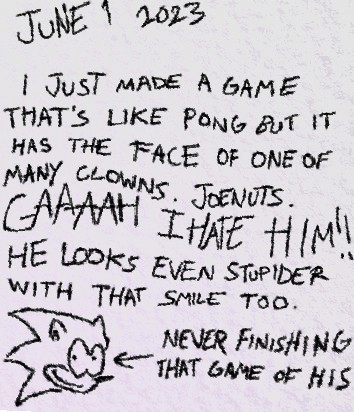 JUNE 1 2023
I JUST MADE A GAME
THAT'S LIKE PONG BUT IT
HAS THE FACE OF ONE OF
MANY CLOWNS. JOENUTS.
GAAAAH I HATE HIM!!
HE LOOKS EVEN STUPIDER
WITH THAT SMILE TOO.
NEVER FINISHING
THAT GAME OF HIS